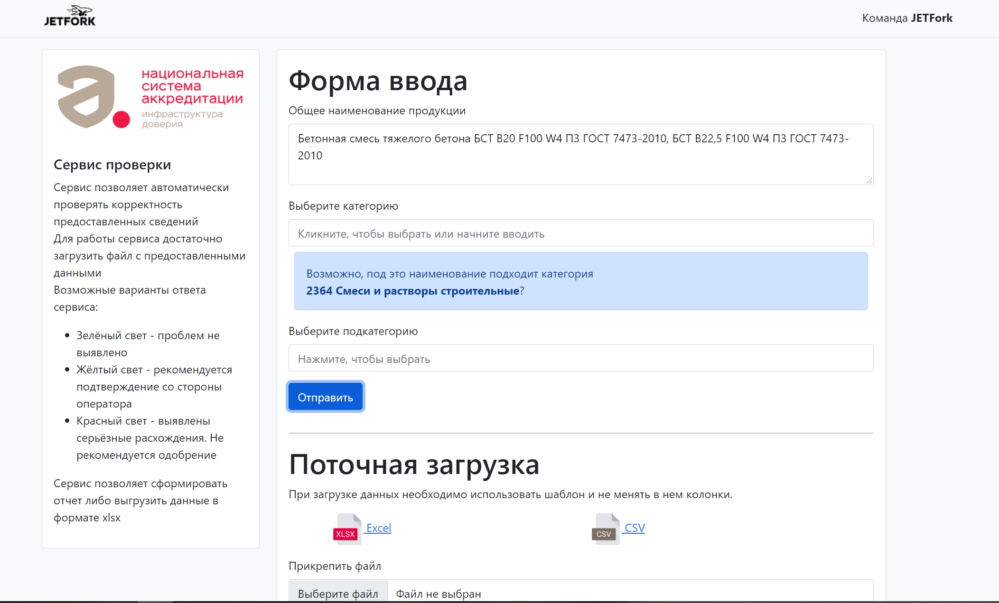 JETFORK
Команда JETFork
национальная
система
аккредитации
инфраструктура
доверия
Сервис проверки
Сервис позволяет автоматически
проверять корректность
предоставленных сведений
Для работы сервиса достаточно
загрузить файл с предоставленными
данными
Возможные варианты ответа
сервиса:
Зелёный свет - проблем не
выявлено
Жёлтый свет - рекомендуется
подтверждение со стороны
оператора
Красный свет - выявлены
серьёзные расхождения. Не
рекомендуется одобрение
Сервис позволяет сформировать
отчет либо выгрузить данные в
формате xlsx
Форма ввода
Общее наименование продукции
Бетонная смесь тяжелого бетона БСТ В20 F100 W4 П3 ГОСТ 7473-2010, БСТ В22,5 F100 W4 П3 ГОСТ 7473-
2010
Выберите категорию
Кликните, чтобы выбрать или начните вводить
Возможно, под это наименование подходит категория
2364 Смеси и растворы строительные?
Выберите подкатегорию
Нажмите, чтобы выбрать
Отправить
Поточная загрузка
При загрузке данных необходимо использовать шаблон и не менять в нем колонки.
XLSX Excel
CSV CSV
Прикрепить файл
Выберите файл Файл не выбран